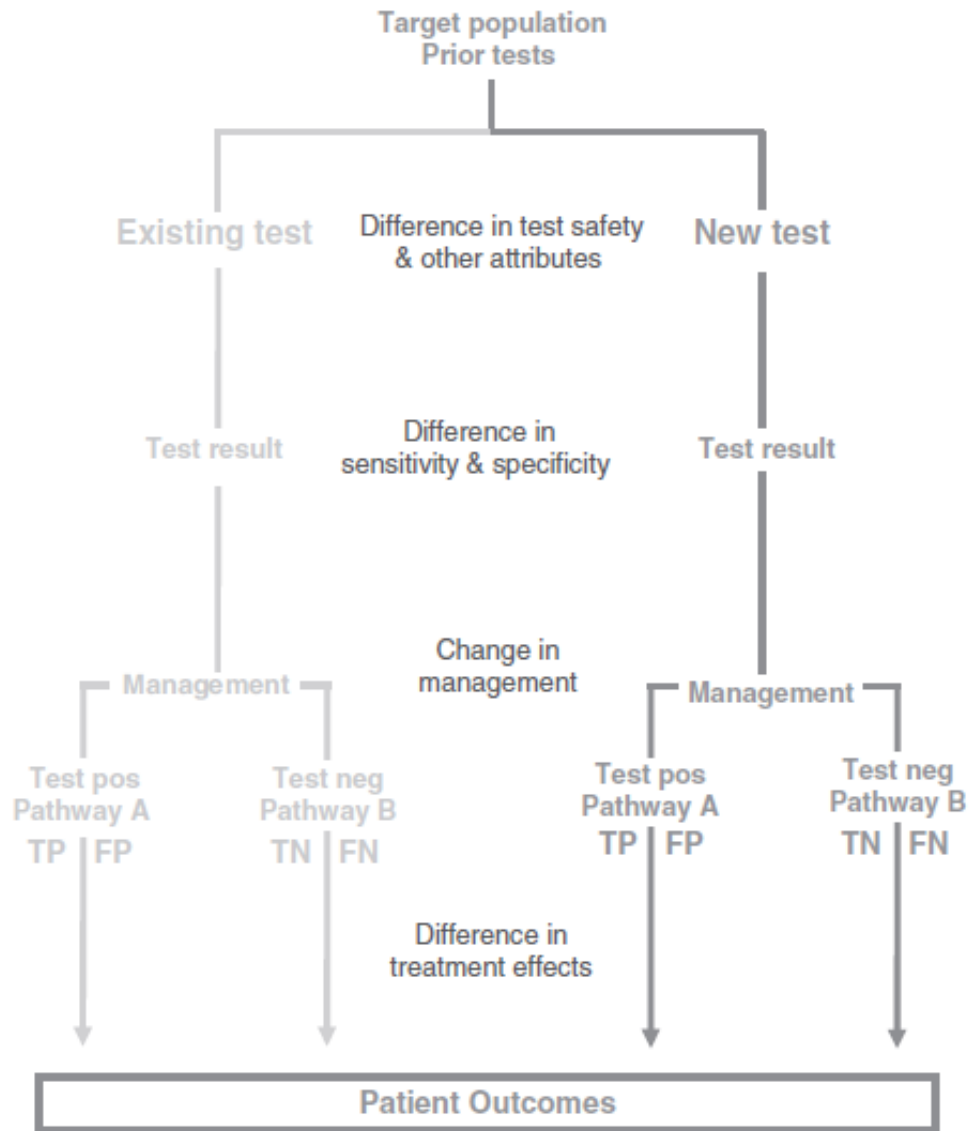 Target population
Prior tests
Existing test
Difference in test safety
& other attributes
New test
Test result
Difference in
sensitivity & specificity
Test result
Change in
management
Management
Management
Test pos
Pathway A
TP FP
Test neg
Pathway B
TN FN
Test pos
Pathway A
TP FP
Test neg
Pathway B
TN FN
Difference in
treatment effects
Patient Outcomes